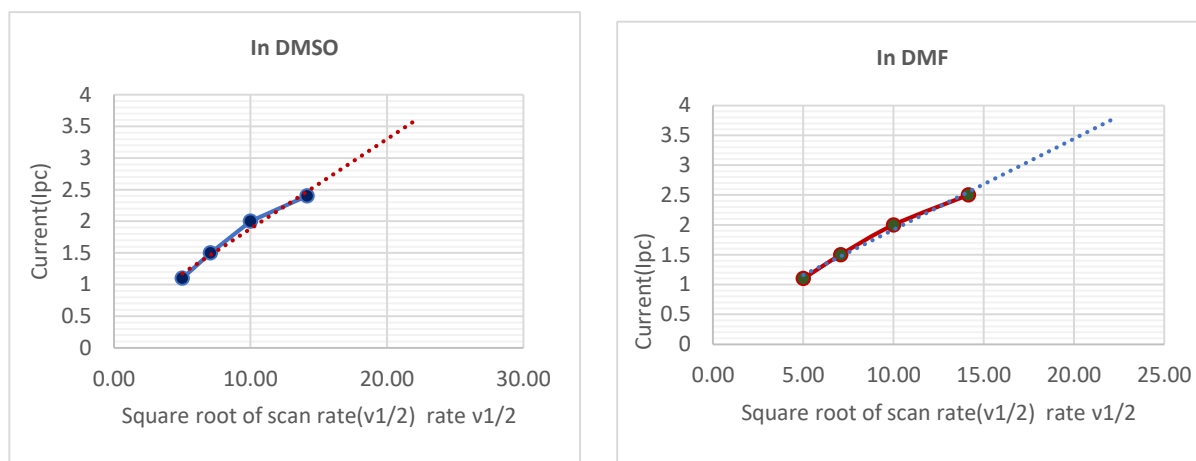 In DMSO
Current(Ipc)
4
3.5
3
2.5
2
1.5
1
0.5
0
0.00 10.00 20.00 30.00
Square root of scan rate(v1/2) rate v1/2
In DMF
Current(Ipc)
4
3.5
3
2.5
2
1.5
1
0.5
0
0.00 5.00 10.00 15.00 20.00 25.00
Square root of scan rate(v1/2) rate v1/2